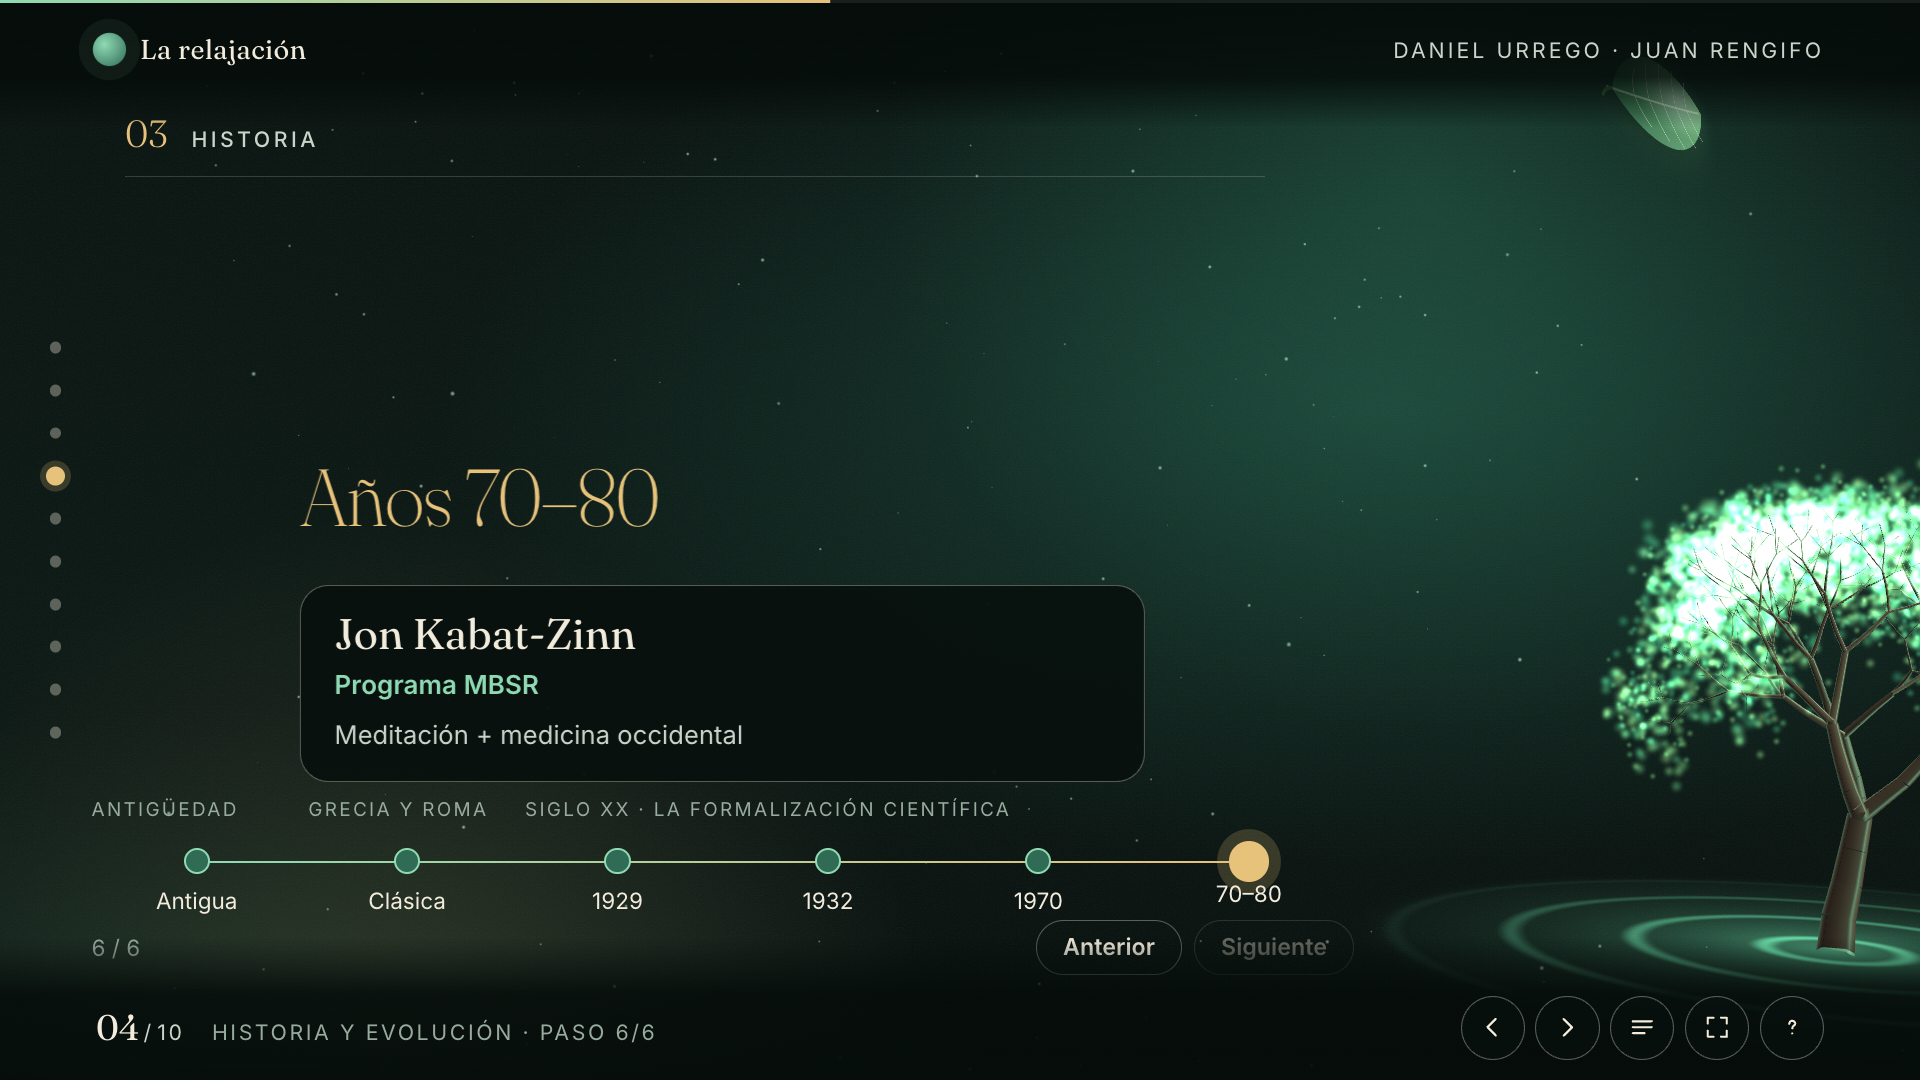 La relajación
DANIEL URREGO · JUAN RENGIFO
03 HISTORIA
Años 70–80
Jon Kabat-Zinn
Programa MBSR
Meditación + medicina occidental
ANTIGÜEDAD GRECIA Y ROMA SIGLO XX · LA FORMALIZACIÓN CIENTÍFICA
Antigua Clásica 1929 1932 1970 70–80
6 / 6
Anterior Siguiente
04 / 10 HISTORIA Y EVOLUCIÓN · PASO 6/6
?